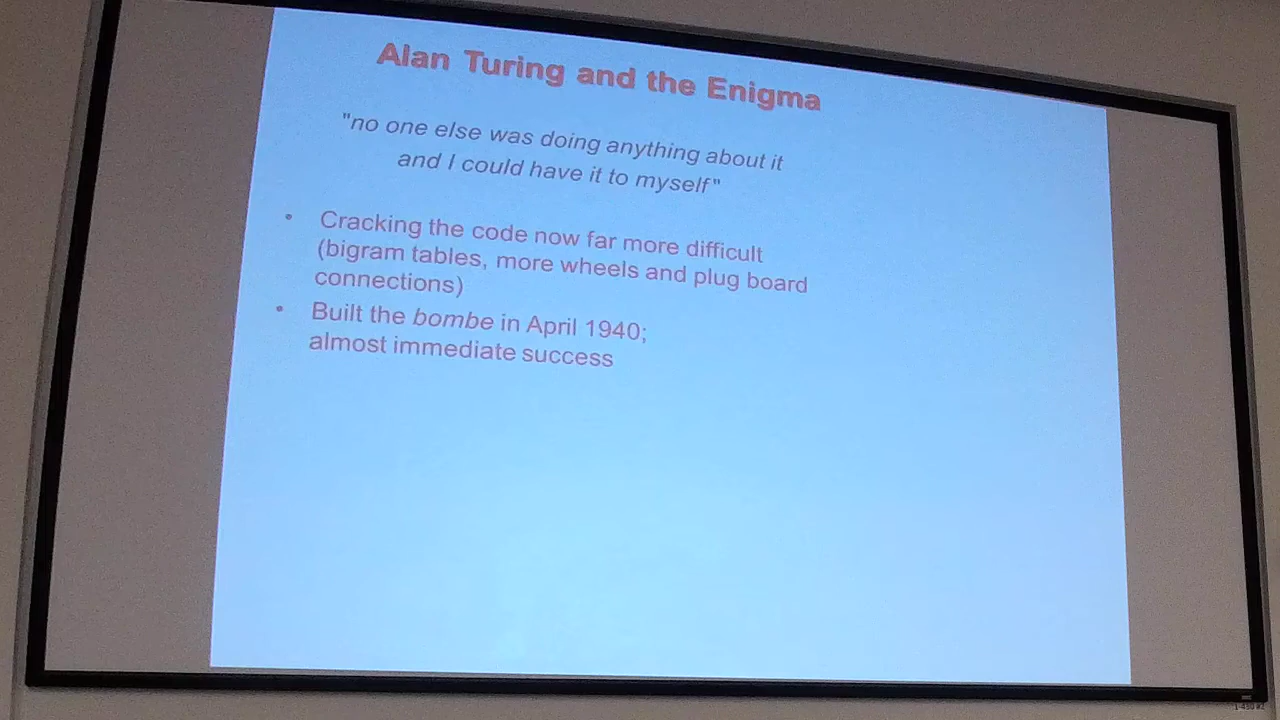 Alan Turing and the Enigma
"no one else was doing anything about it
and I could have it to myself"
• Cracking the code now far more difficult
(bigram tables, more wheels and plug board
connections)
• Built the bombe in April 1940;
almost immediate success